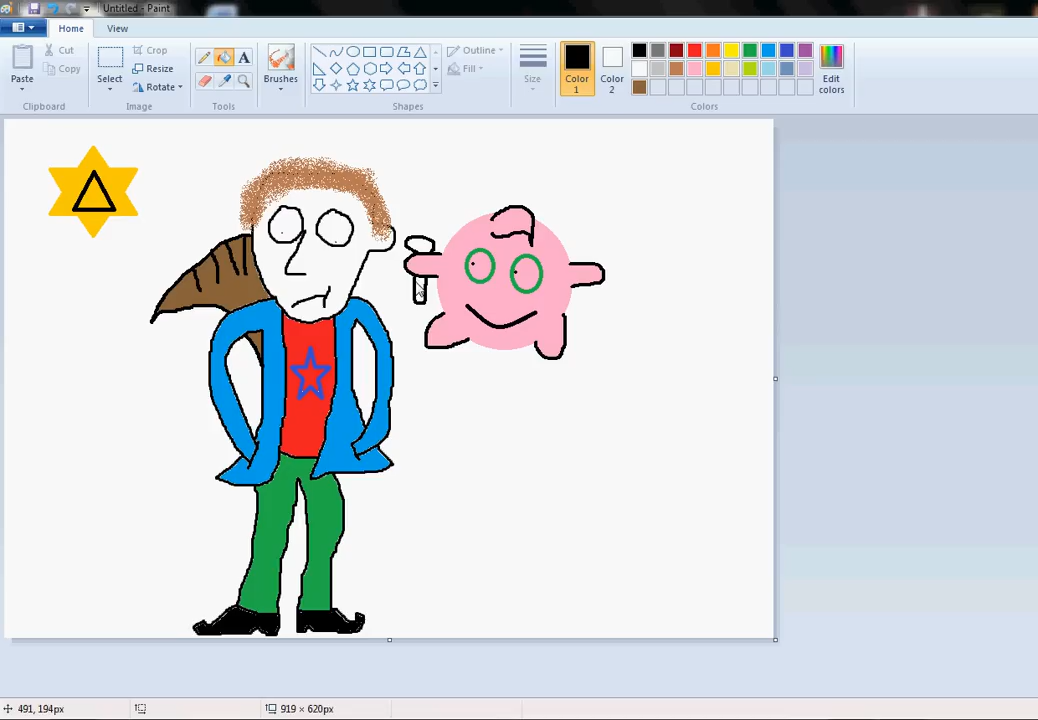 Untitled - Paint
Home View
Paste
Cut
Copy
Clipboard
Select
Crop
Resize
Rotate
Image
A
Tools
Brushes
Outline
Fill
Shapes
Size
Color 1
Color 2
Edit colors
Colors
491, 194px
919 × 620px